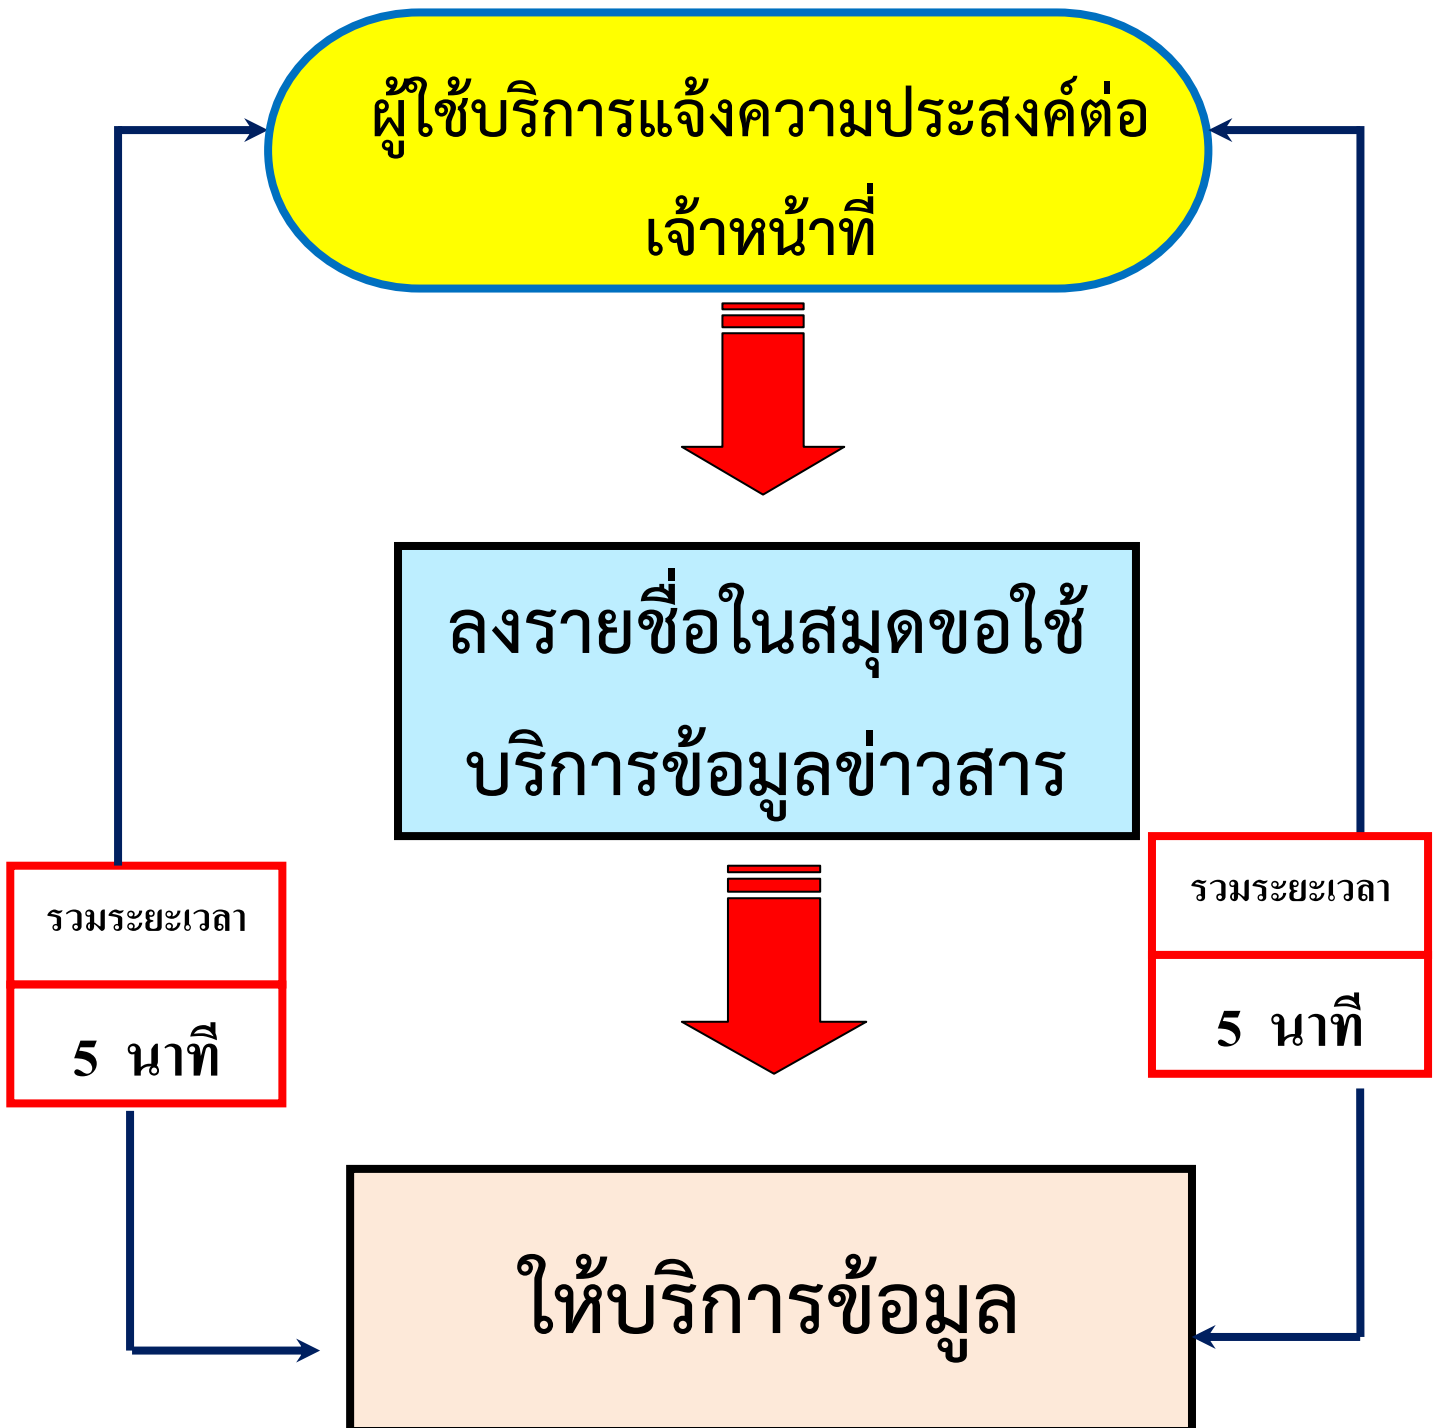 ผู้ใช้บริการแจ้งความประสงค์ต่อ
เจ้าหน้าที่
ลงรายชื่อในสมุดขอใช้
บริการข้อมูลข่าวสาร
รวมระยะเวลา
5 นาที
รวมระยะเวลา
5 นาที
ให้บริการข้อมูล